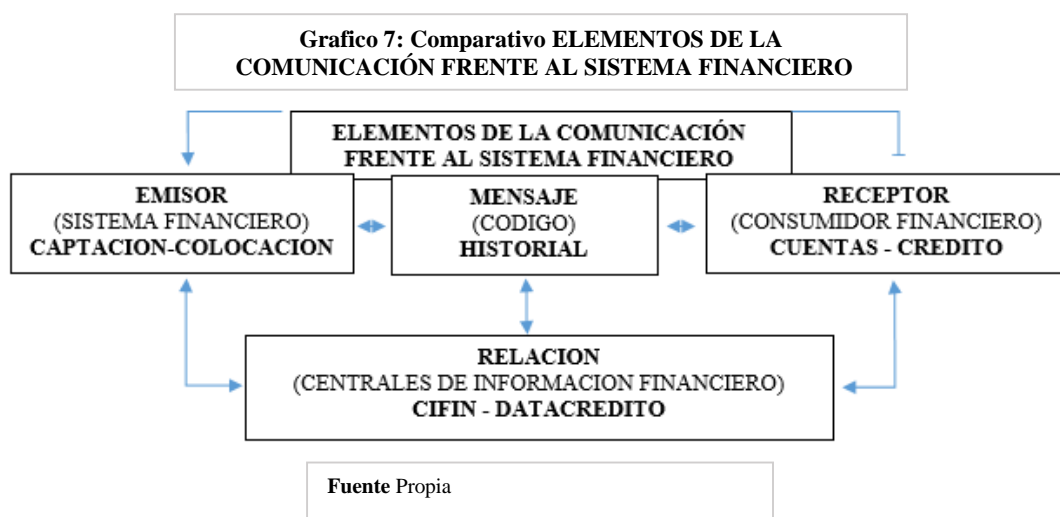 Grafico 7: Comparativo ELEMENTOS DE LA
COMUNICACIÓN FRENTE AL SISTEMA FINANCIERO
ELEMENTOS DE LA COMUNICACIÓN
FRENTE AL SISTEMA FINANCIERO
EMISOR
(SISTEMA FINANCIERO)
CAPTACION-COLOCACION
MENSAJE
(CODIGO)
HISTORIAL
RECEPTOR
(CONSUMIDOR FINANCIERO)
CUENTAS - CREDITO
RELACION
(CENTRALES DE INFORMACION FINANCIERO)
CIFIN - DATACREDITO
Fuente Propia